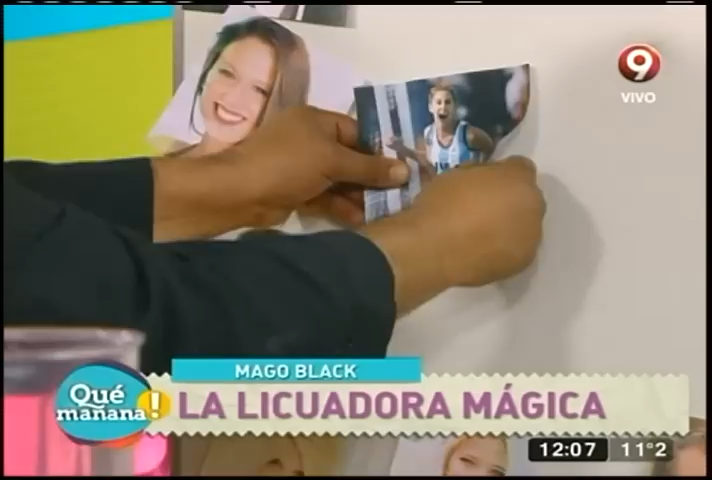 9
VIVO
MAGO BLACK
Qué mañana!
LA LICUADORA MÁGICA
12:07 11°2